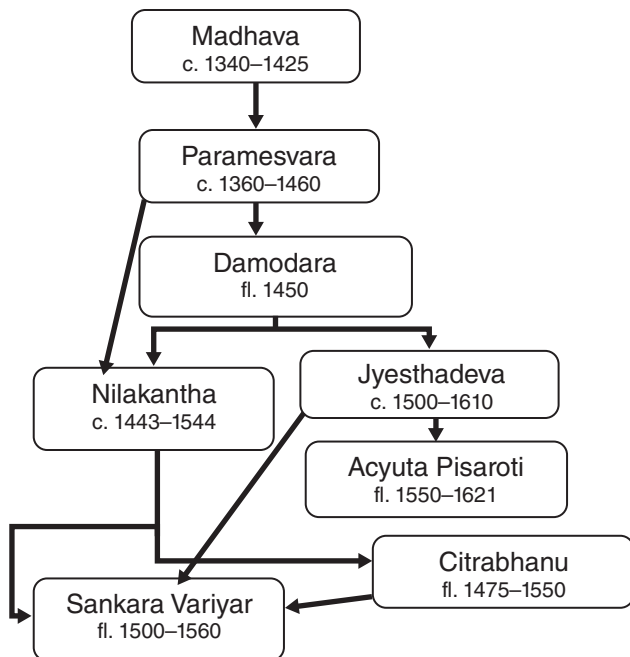 Madhava
c. 1340–1425
Paramesvara
c. 1360–1460
Damodara
fl. 1450
Nilakantha
c. 1443–1544
Jyesthadeva
c. 1500–1610
Acyuta Pisaroti
fl. 1550–1621
Citrabhanu
fl. 1475–1550
Sankara Variyar
fl. 1500–1560